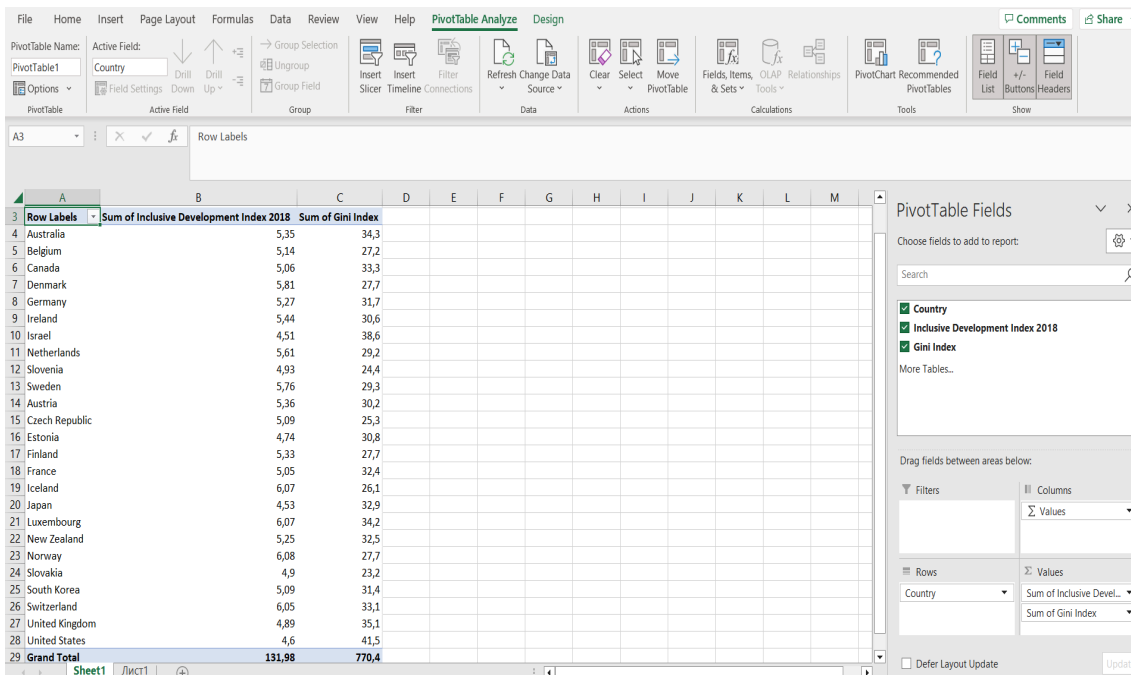 File Home Insert Page Layout Formulas Data Review View Help PivotTable Analyze Design Comments Share
PivotTable Name: Active Field:
PivotTable1 Country
Options Field Settings Drill Down Drill Up
Group Selection
Ungroup
Group Field
Insert Slicer Insert Timeline Filter Connections
Refresh Change Data Source
Clear Select Move PivotTable
Fields, Items, & Sets OLAP Tools Relationships
PivotChart Recommended PivotTables
Field List +/- Buttons Field Headers
PivotTable Active Field Group Filter Data Actions Calculations Tools Show
A3 fx Row Labels
A B C D E F G H I J K L M
3 Row Labels Sum of Inclusive Development Index 2018 Sum of Gini Index
4 Australia 5,35 34,3
5 Belgium 5,14 27,2
6 Canada 5,06 33,3
7 Denmark 5,81 27,7
8 Germany 5,27 31,7
9 Ireland 5,44 30,6
10 Israel 4,51 38,6
11 Netherlands 5,61 29,2
12 Slovenia 4,93 24,4
13 Sweden 5,76 29,3
14 Austria 5,36 30,2
15 Czech Republic 5,09 25,3
16 Estonia 4,74 30,8
17 Finland 5,33 27,7
18 France 5,05 32,4
19 Iceland 6,07 26,1
20 Japan 4,53 32,9
21 Luxembourg 6,07 34,2
22 New Zealand 5,25 32,5
23 Norway 6,08 27,7
24 Slovakia 4,9 23,2
25 South Korea 5,09 31,4
26 Switzerland 6,05 33,1
27 United Kingdom 4,89 35,1
28 United States 4,6 41,5
29 Grand Total 131,98 770,4
Sheet1 Лист1
PivotTable Fields
Choose fields to add to report:
Search
Country
Inclusive Development Index 2018
Gini Index
More Tables...
Drag fields between areas below:
Filters Columns
Σ Values
Rows Σ Values
Country Sum of Inclusive Devel...
Sum of Gini Index
Defer Layout Update Updat